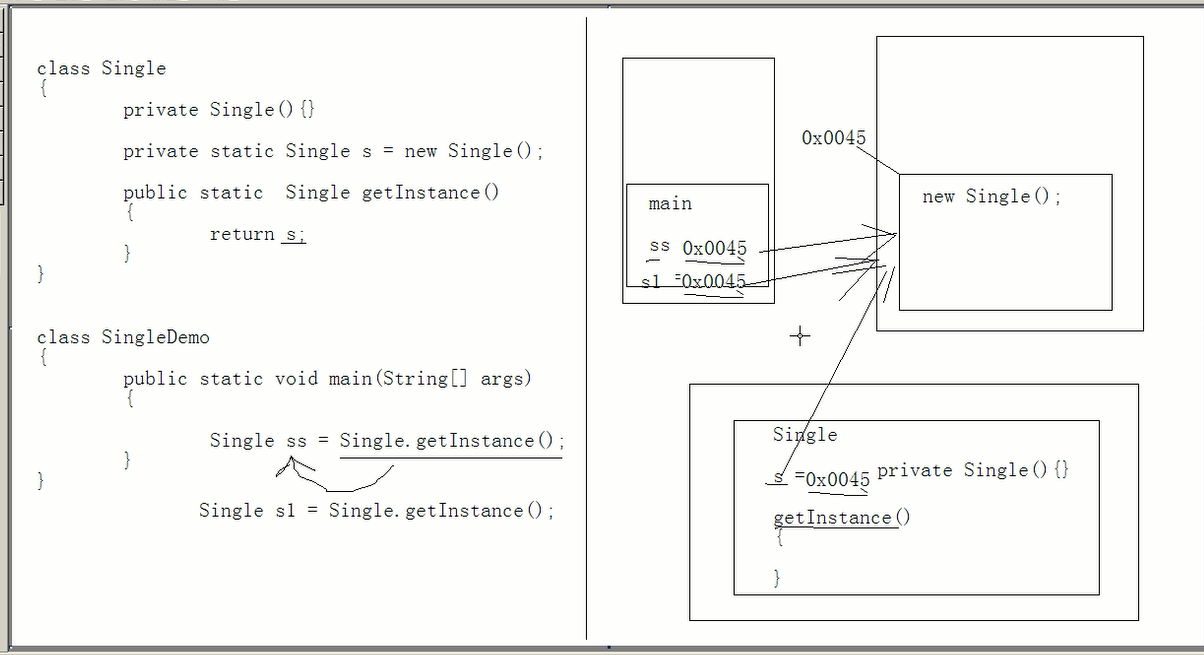 class Single
{
private Single(){}
private static Single s = new Single();
public static Single getInstance()
{
return s;
}
}
class SingleDemo
{
public static void main(String[] args)
{
Single ss = Single.getInstance();
}
}
Single s1 = Single.getInstance();
main
ss 0x0045
s1 =0x0045
0x0045
new Single();
Single
s =0x0045 private Single(){}
getInstance()
{
}